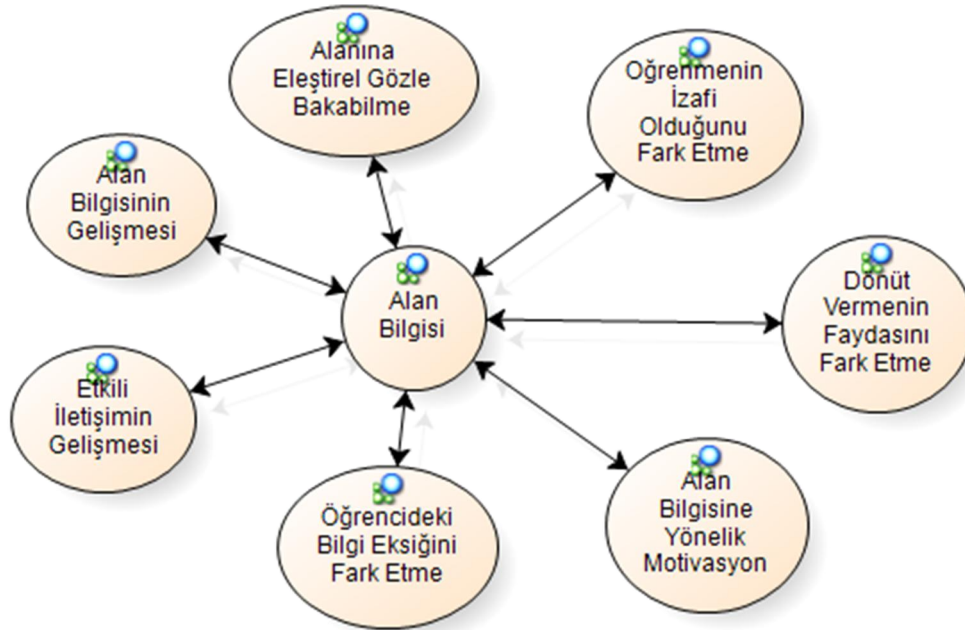 Alanına
Eleştirel Gözle
Bakabilme
Öğrenmenin
İzafi
Olduğunu
Fark Etme
Alan
Bilgisinin
Gelişmesi
Alan
Bilgisi
Dönüt
Vermenin
Faydasını
Fark Etme
Etkili
İletişimin
Gelişmesi
Öğrencideki
Bilgi Eksiğini
Fark Etme
Alan
Bilgisine
Yönelik
Motivasyon